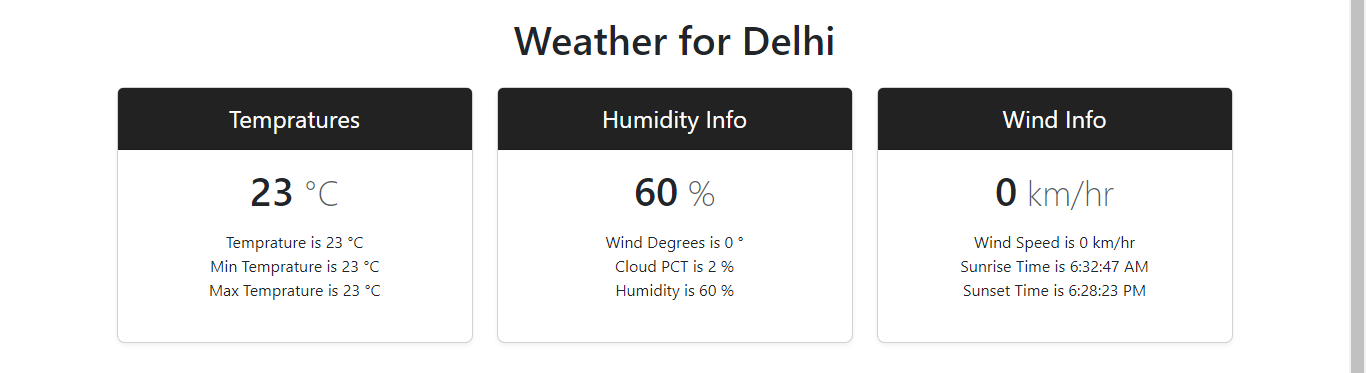 Weather for Delhi
Tempratures
23 °C
Temprature is 23 °C
Min Temprature is 23 °C
Max Temprature is 23 °C
Humidity Info
60 %
Wind Degrees is 0 °
Cloud PCT is 2 %
Humidity is 60 %
Wind Info
0 km/hr
Wind Speed is 0 km/hr
Sunrise Time is 6:32:47 AM
Sunset Time is 6:28:23 PM